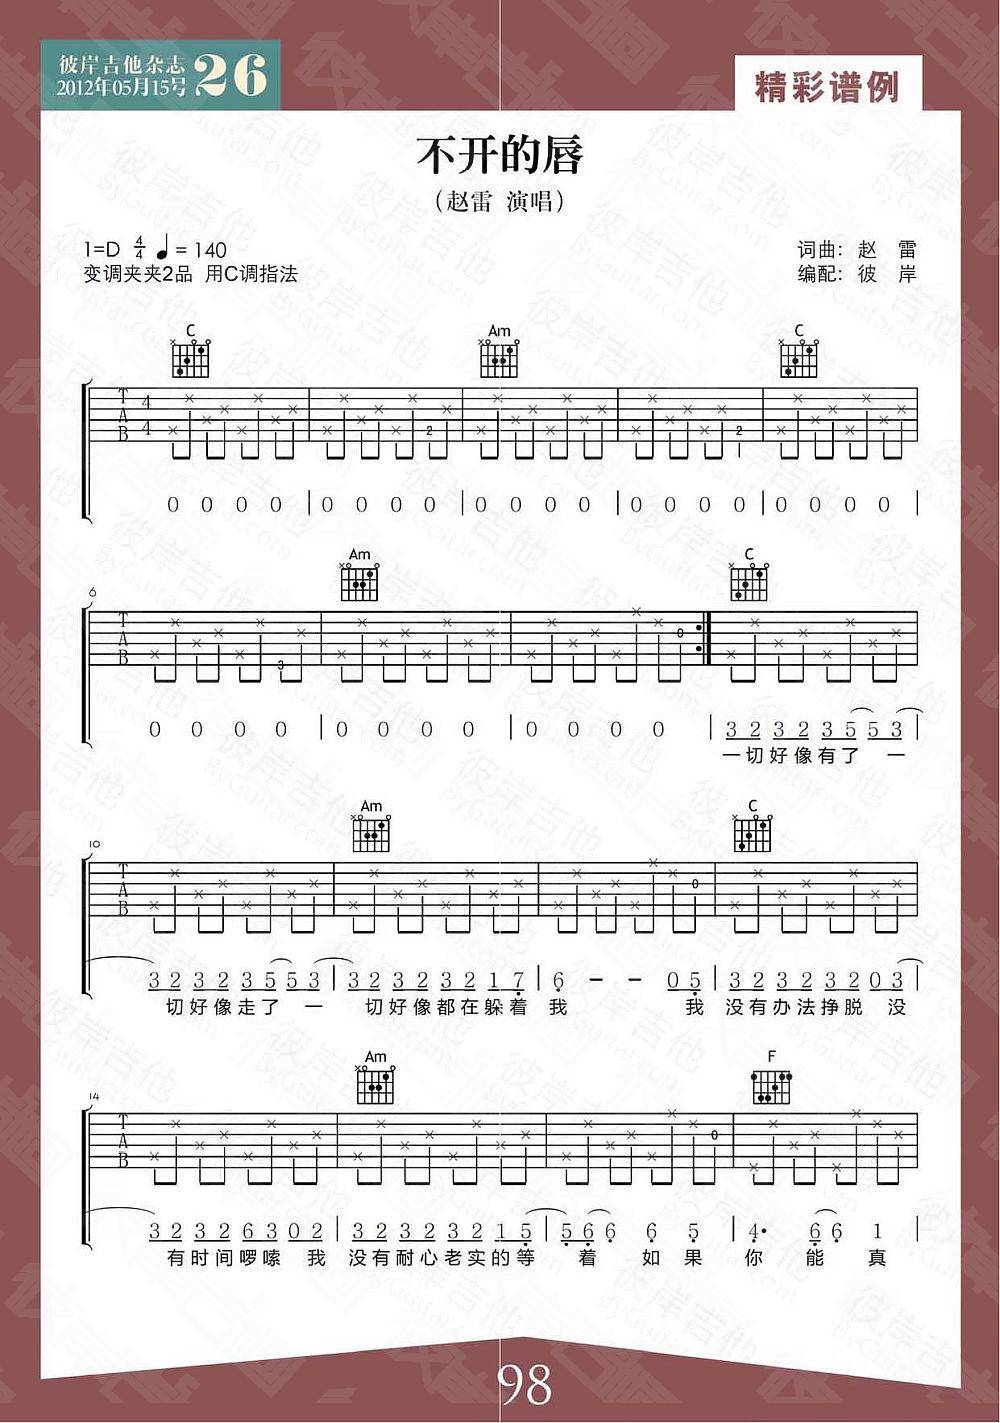 彼岸吉他杂志
2012年05月15号 26
精彩谱例
不开的唇
（赵雷 演唱）
1=D 4/4 ♩= 140
词曲：赵 雷
变调夹夹2品 用C调指法
编配：彼 岸
C Am C
T A B 4 4 2 2
0 0 0 0 | 0 0 0 0 | 0 0 0 0 | 0 0 0 0 | 0 0 0 0 |
Am C
6
T A B 3 0
0 0 0 0 | 0 0 0 0 | 0 0 0 0 | 3 2 3 2 3 5 5 3 |
一切好像有了 一
Am C
10
T A B 0
3 2 3 2 3 5 5 3 | 3 2 3 2 3 2 1 7 | 6 – – 0 5 | 3 2 3 2 3 2 0 3 |
切好像走了 一 切好像都在躲着 我 我 没有办法挣脱 没
Am F
14
T A B 0
3 2 3 2 6 3 0 2 | 3 2 3 2 3 2 1 5 | 5 6 6 6 5 | 4· 6 6 1 |
有时间啰嗦 我 没有耐心老实的等 着 如 果 你 能 真
98
彼岸吉他
ByGuitar.com